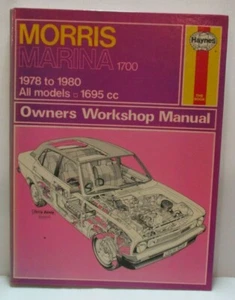 MORRIS
Haynes
MARINA 1700
1978 to 1980
All models :: 1695 cc
Owners Workshop Manual